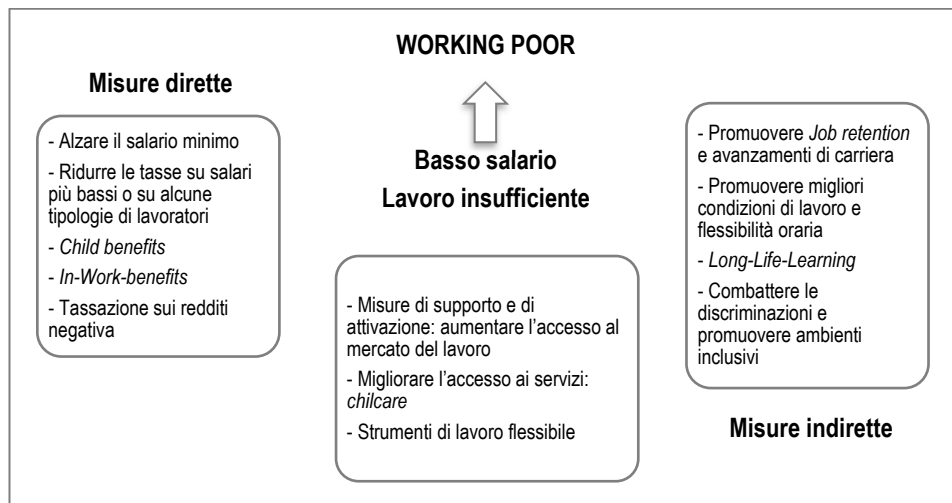 WORKING POOR
Misure dirette
- Alzare il salario minimo
- Ridurre le tasse su salari
più bassi o su alcune
tipologie di lavoratori
- Child benefits
- In-Work-benefits
- Tassazione sui redditi
negativa
Basso salario
Lavoro insufficiente
- Misure di supporto e di
attivazione: aumentare l’accesso al
mercato del lavoro
- Migliorare l’accesso ai servizi:
chilcare
- Strumenti di lavoro flessibile
- Promuovere Job retention
e avanzamenti di carriera
- Promuovere migliori
condizioni di lavoro e
flessibilità oraria
- Long-Life-Learning
- Combattere le
discriminazioni e
promuovere ambienti
inclusivi
Misure indirette